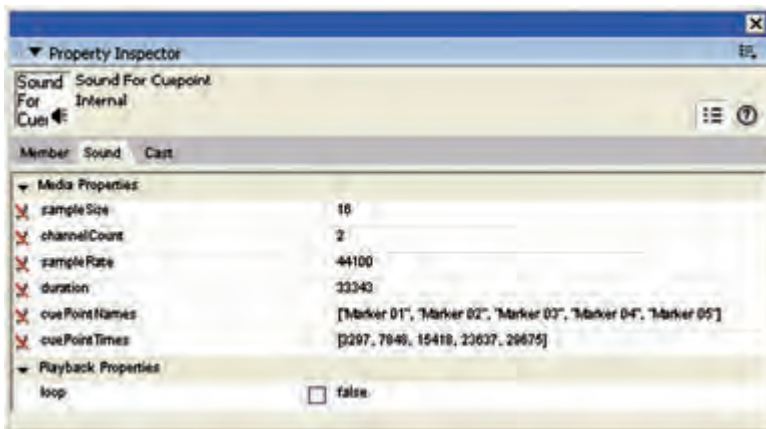 Property Inspector
Sound For Cuepoint
Internal
Sound
For
Cuei
Member Sound Cast
Media Properties
sampleSize 16
channelCount 2
sampleRate 44100
duration 33343
cuePointNames ["Marker 01", "Marker 02", "Marker 03", "Marker 04", "Marker 05"]
cuePointTimes [3297, 7848, 15418, 23637, 29675]
Playback Properties
loop false